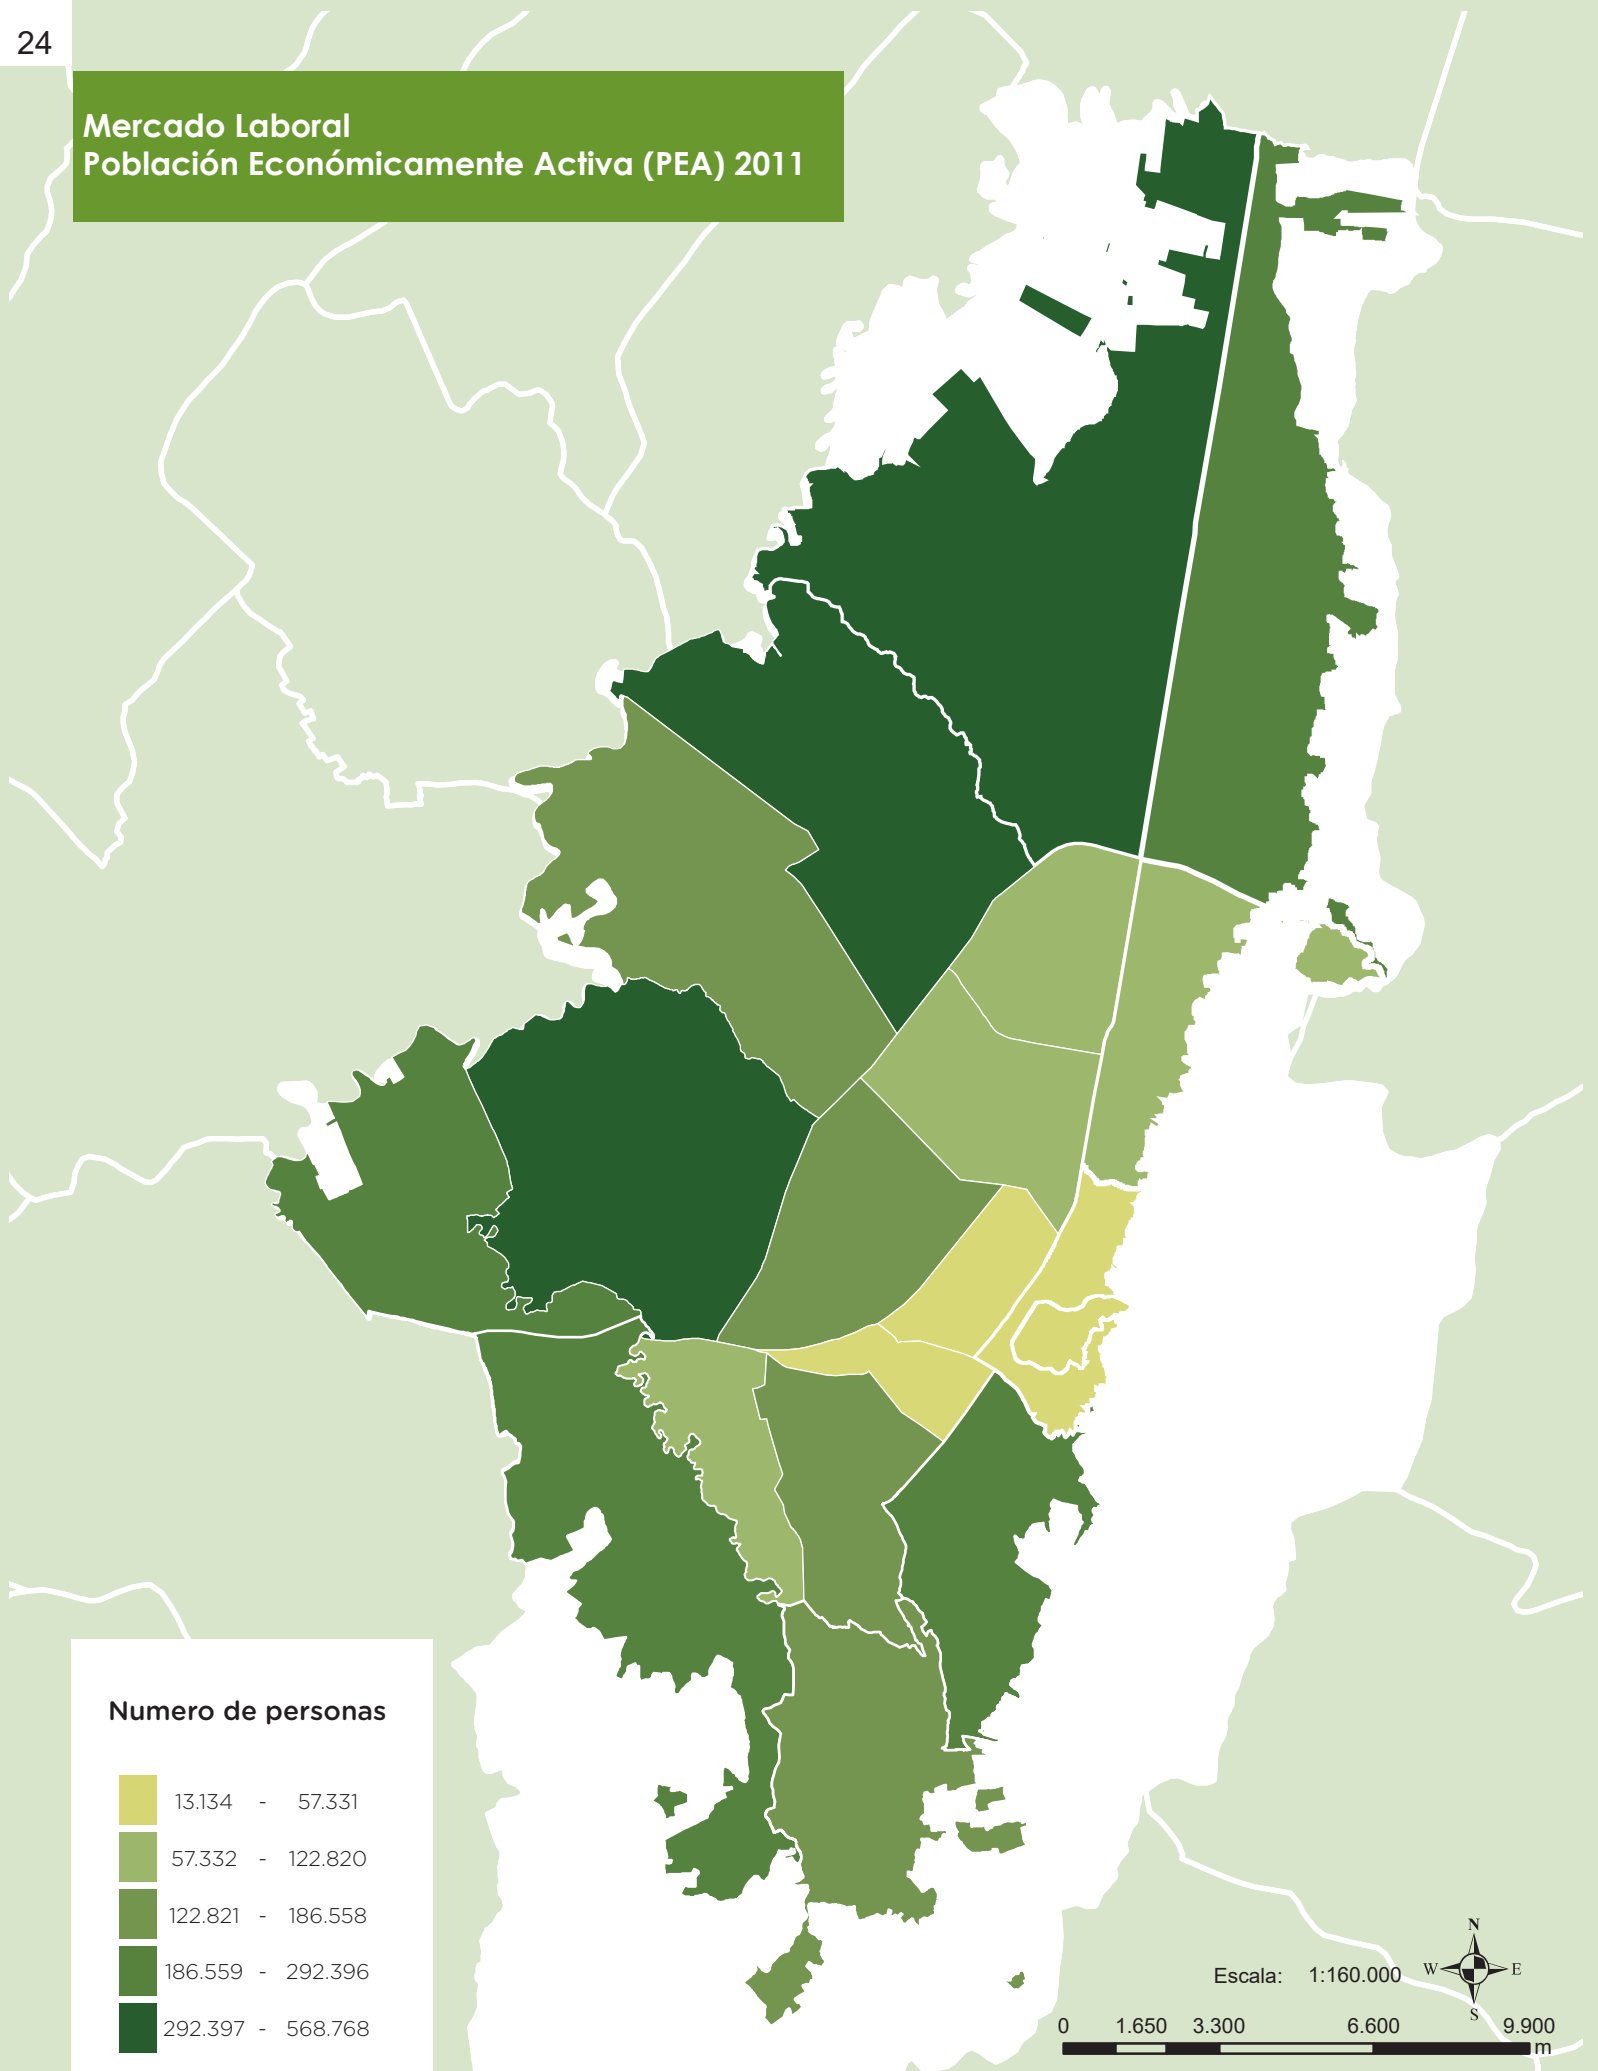 24
Mercado Laboral
Población Económicamente Activa (PEA) 2011
Numero de personas
13.134 - 57.331
57.332 - 122.820
122.821 - 186.558
186.559 - 292.396
292.397 - 568.768
Escala: 1:160.000
N
W E
S
0 1.650 3.300 6.600 9.900
m